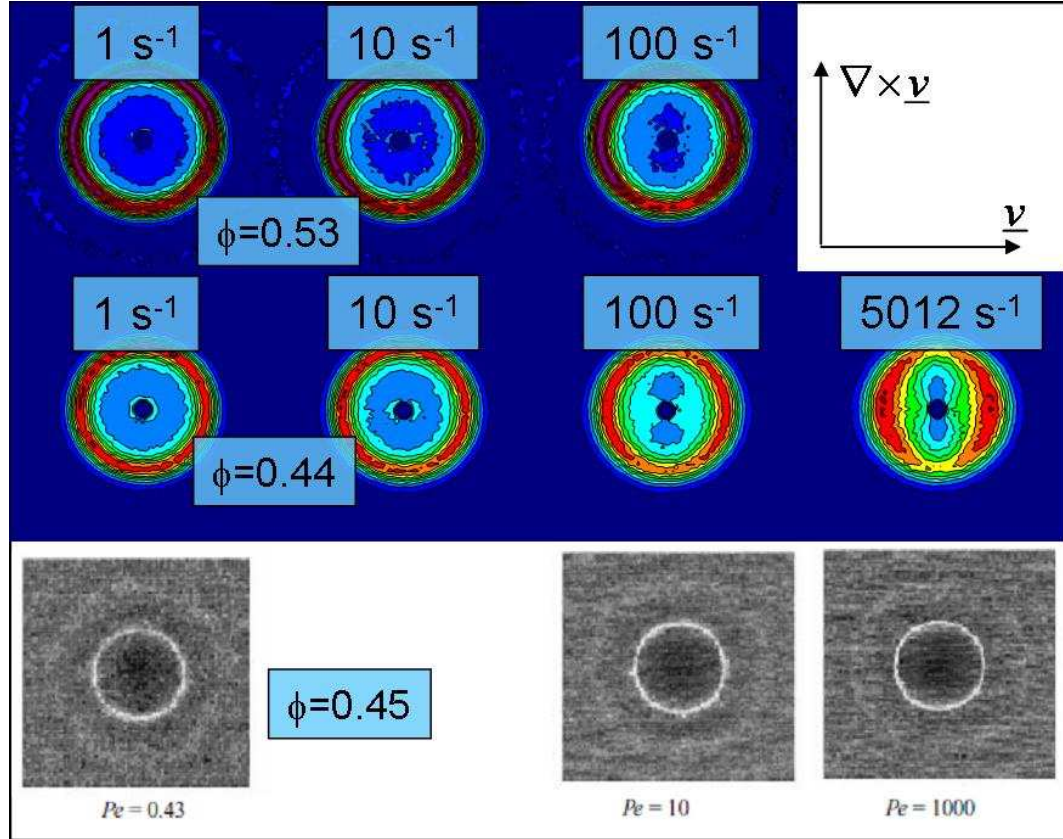 1 s⁻¹ 10 s⁻¹ 100 s⁻¹
∇×v
v
ϕ=0.53
1 s⁻¹ 10 s⁻¹ 100 s⁻¹ 5012 s⁻¹
ϕ=0.44
ϕ=0.45
Pe = 0.43 Pe = 10 Pe = 1000